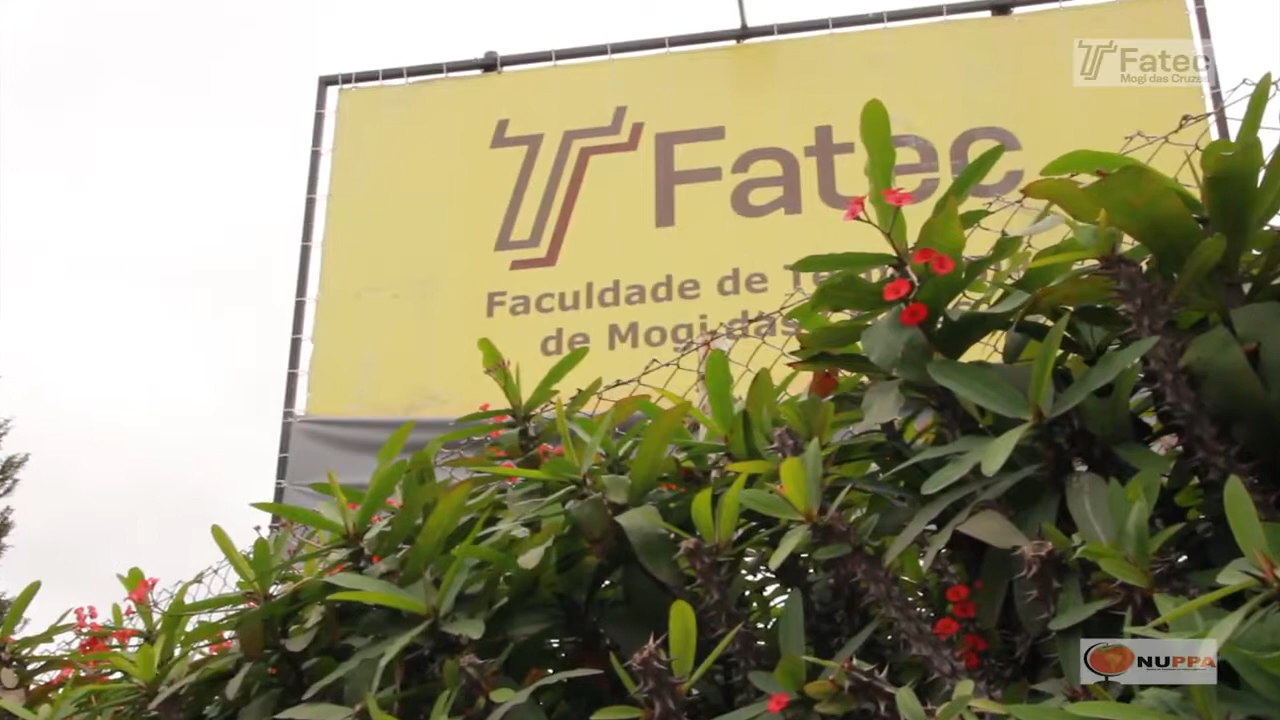 Fatec
Mogi das Cruzes
Fatec
Faculdade de
de Mogi das
NUPPA